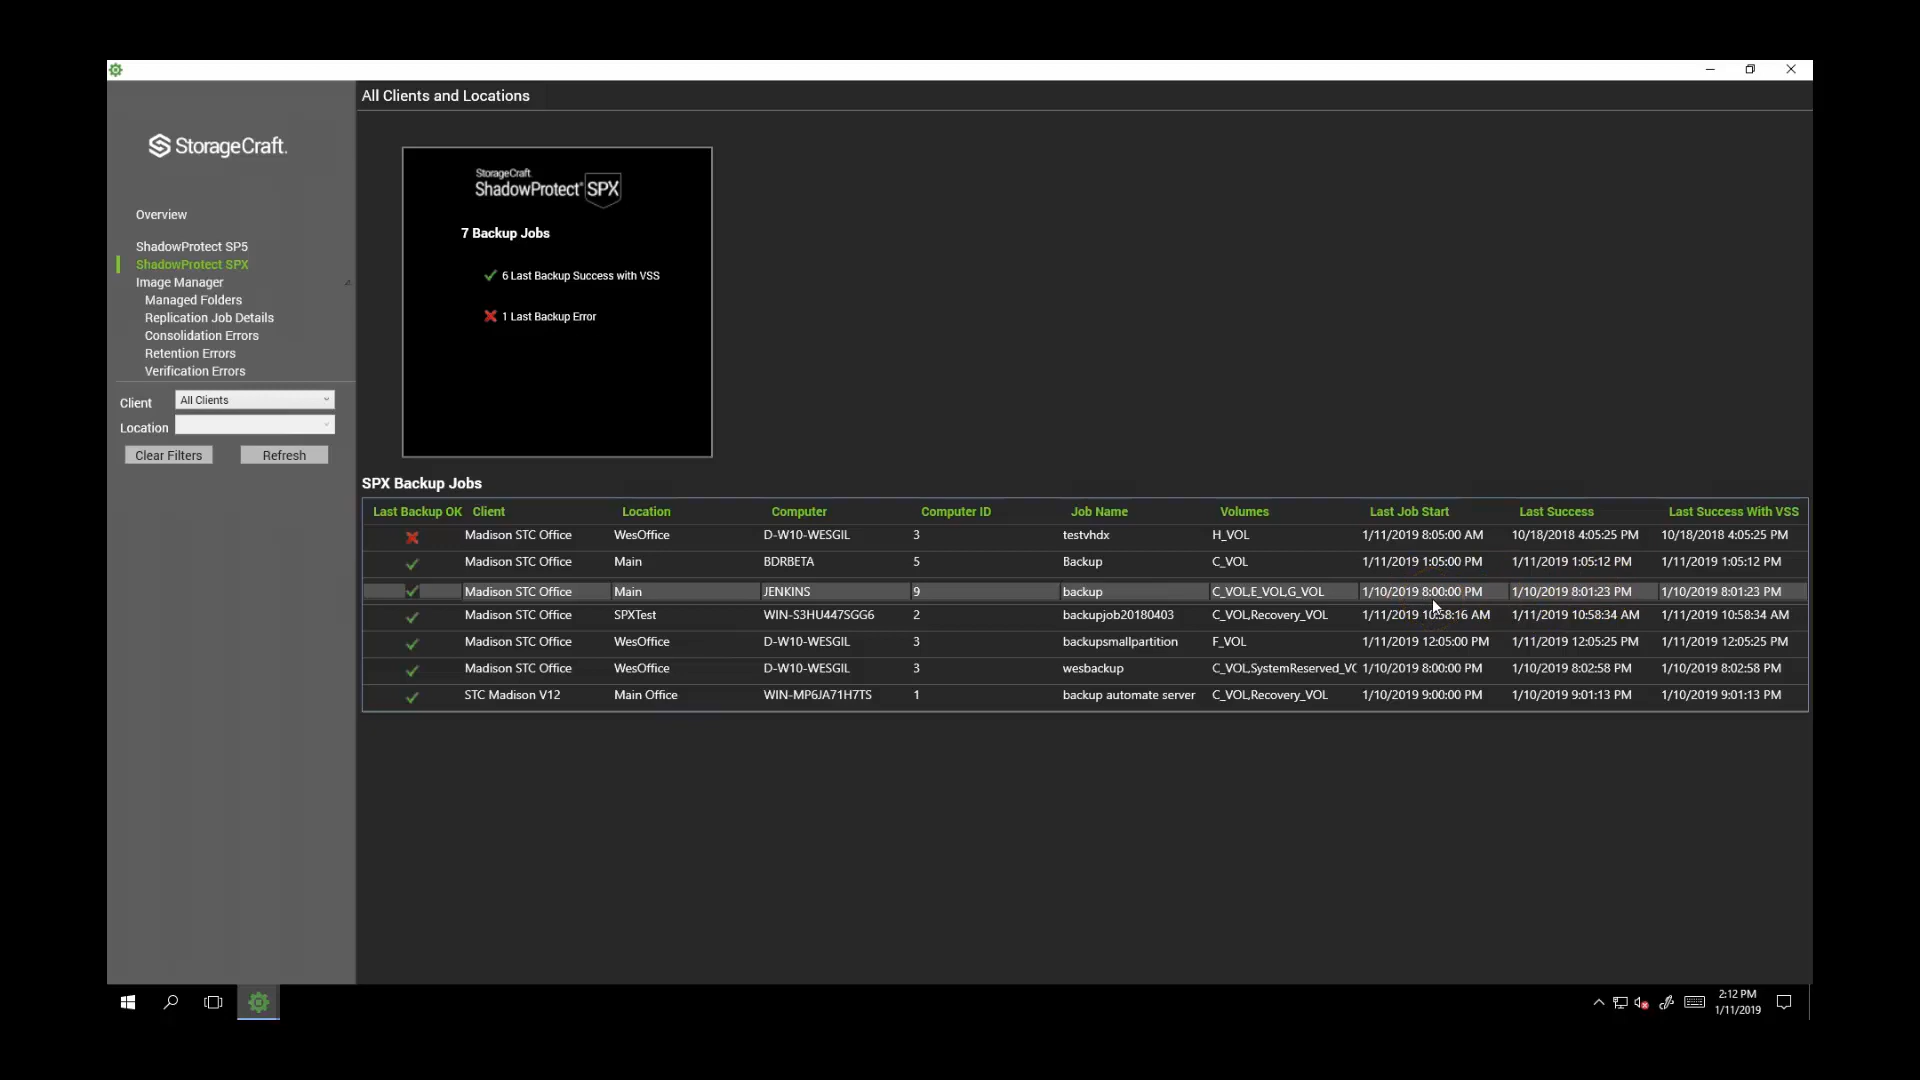 All Clients and Locations
StorageCraft.
Overview
ShadowProtect SP5
ShadowProtect SPX
Image Manager
Managed Folders
Replication Job Details
Consolidation Errors
Retention Errors
Verification Errors
Client All Clients
Location
Clear Filters Refresh
StorageCraft
ShadowProtect® SPX
7 Backup Jobs
6 Last Backup Success with VSS
1 Last Backup Error
SPX Backup Jobs
Last Backup OK Client Location Computer Computer ID Job Name Volumes Last Job Start Last Success Last Success With VSS
Madison STC Office WesOffice D-W10-WESGIL 3 testvhdx H_VOL 1/11/2019 8:05:00 AM 10/18/2018 4:05:25 PM 10/18/2018 4:05:25 PM
Madison STC Office Main BDRBETA 5 Backup C_VOL 1/11/2019 1:05:00 PM 1/11/2019 1:05:12 PM 1/11/2019 1:05:12 PM
Madison STC Office Main JENKINS 9 backup C_VOL,E_VOL,G_VOL 1/10/2019 8:00:00 PM 1/10/2019 8:01:23 PM 1/10/2019 8:01:23 PM
Madison STC Office SPXTest WIN-S3HU447SGG6 2 backupjob20180403 C_VOL,Recovery_VOL 1/11/2019 10:58:16 AM 1/11/2019 10:58:34 AM 1/11/2019 10:58:34 AM
Madison STC Office WesOffice D-W10-WESGIL 3 backupsmallpartition F_VOL 1/11/2019 12:05:00 PM 1/11/2019 12:05:25 PM 1/11/2019 12:05:25 PM
Madison STC Office WesOffice D-W10-WESGIL 3 wesbackup C_VOL,SystemReserved_VC 1/10/2019 8:00:00 PM 1/10/2019 8:02:58 PM 1/10/2019 8:02:58 PM
STC Madison V12 Main Office WIN-MP6JA71H7TS 1 backup automate server C_VOL,Recovery_VOL 1/10/2019 9:00:00 PM 1/10/2019 9:01:13 PM 1/10/2019 9:01:13 PM
2:12 PM
1/11/2019